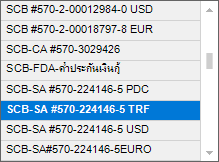 SCB #570-2-00012984-0 USD
SCB #570-2-00018797-8 EUR
SCB-CA #570-3029426
SCB-FDA-ค่าประกันเงินกู้
SCB-SA #570-224146-5 PDC
SCB-SA #570-224146-5 TRF
SCB-SA #570-224146-5 USD
SCB-SA#570-224146-5EURO